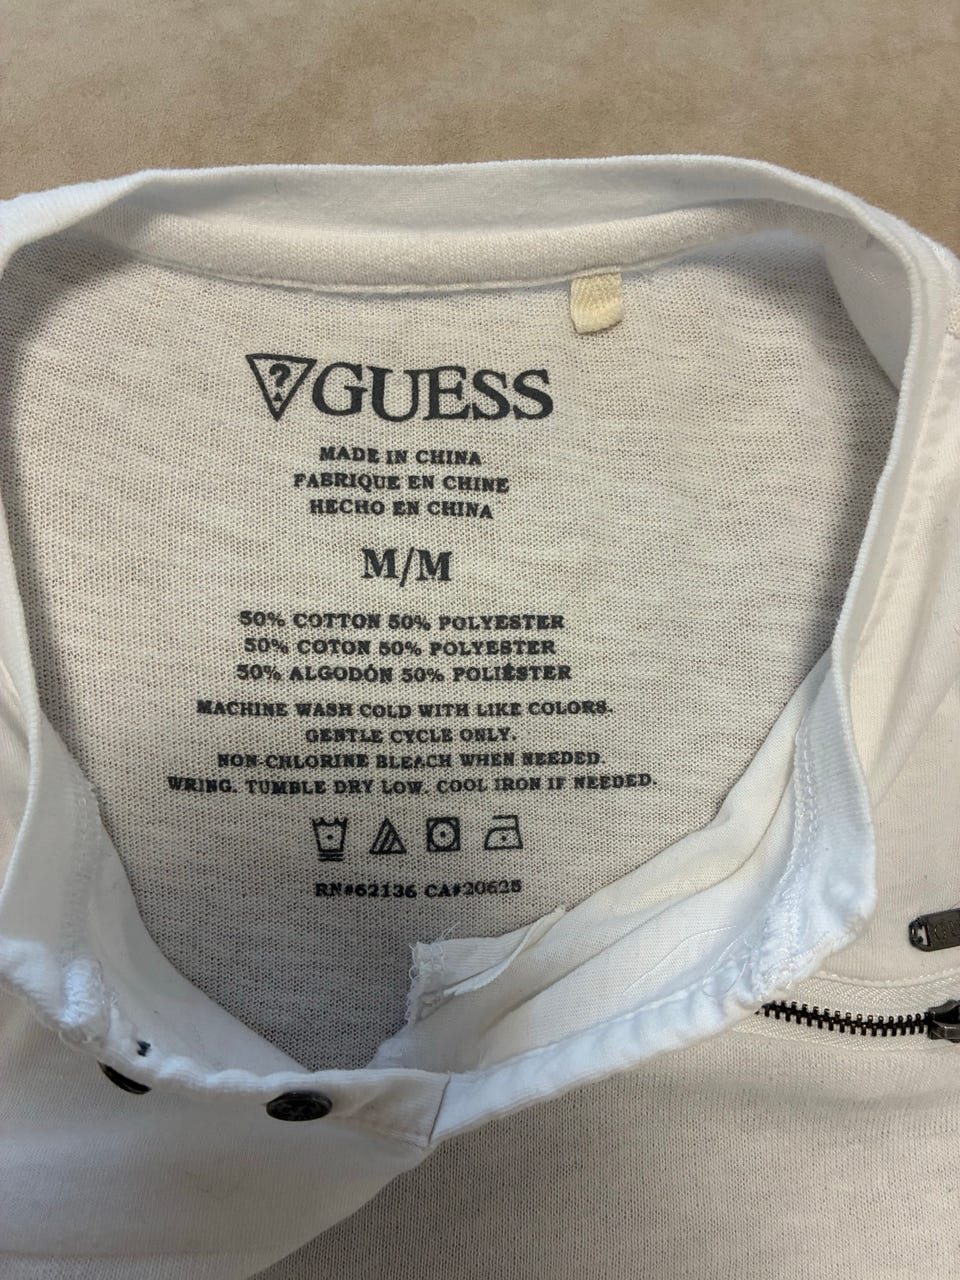 ? GUESS
MADE IN CHINA
FABRIQUE EN CHINE
HECHO EN CHINA
M/M
50% COTTON 50% POLYESTER
50% COTON 50% POLYESTER
50% ALGODÓN 50% POLIÉSTER
MACHINE WASH COLD WITH LIKE COLORS.
GENTLE CYCLE ONLY.
NON-CHLORINE BLEACH WHEN NEEDED.
WRING. TUMBLE DRY LOW. COOL IRON IF NEEDED.
RN#62136 CA#20625